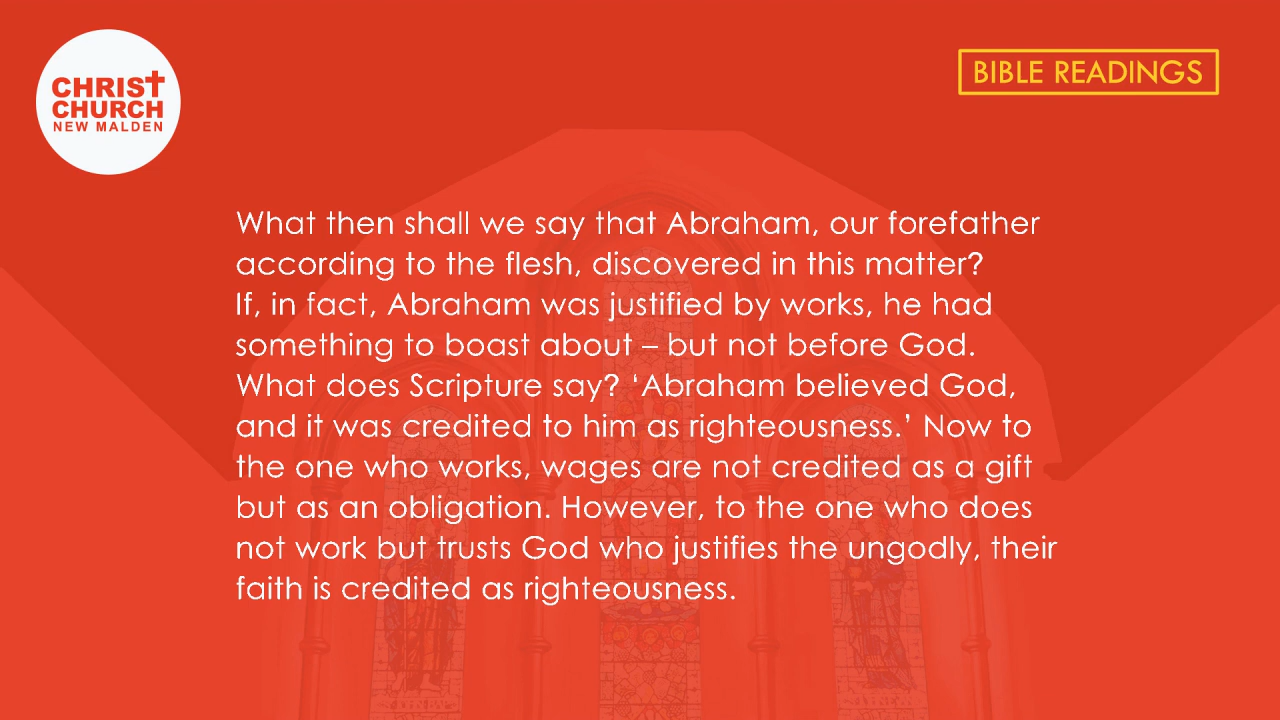 CHRIST
CHURCH
NEW MALDEN
BIBLE READINGS
What then shall we say that Abraham, our forefather
according to the flesh, discovered in this matter?
If, in fact, Abraham was justified by works, he had
something to boast about – but not before God.
What does Scripture say? ‘Abraham believed God,
and it was credited to him as righteousness.’ Now to
the one who works, wages are not credited as a gift
but as an obligation. However, to the one who does
not work but trusts God who justifies the ungodly, their
faith is credited as righteousness.